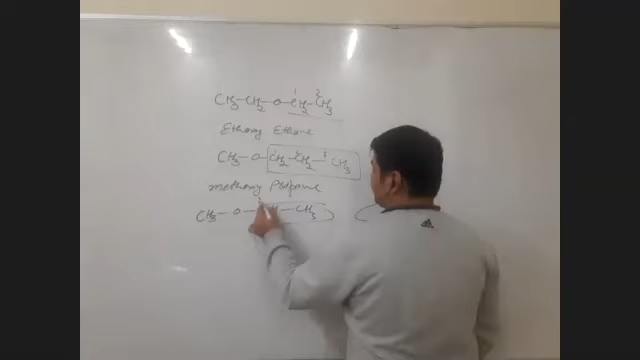 CH3-CH2-O-CH2-CH3
Ethoxy Ethane
CH3-O-CH2-CH2-CH3
methoxy Propane
CH3-O- -CH3